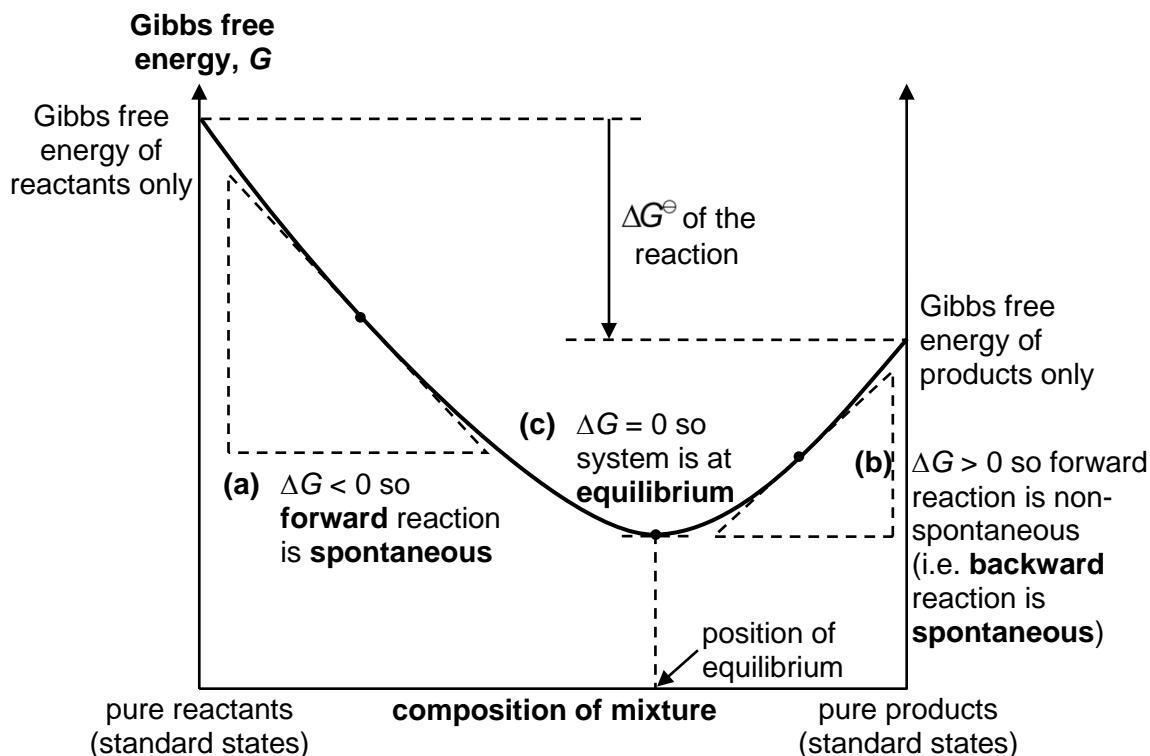 Gibbs free
energy, G
Gibbs free
energy of
reactants only
ΔG⊖ of the
reaction
Gibbs free
energy of
products only
(c) ΔG = 0 so
system is at
equilibrium
(a) ΔG < 0 so
forward reaction
is spontaneous
(b) ΔG > 0 so forward
reaction is non-
spontaneous
(i.e. backward
reaction is
spontaneous)
position of
equilibrium
pure reactants
(standard states)
composition of mixture
pure products
(standard states)